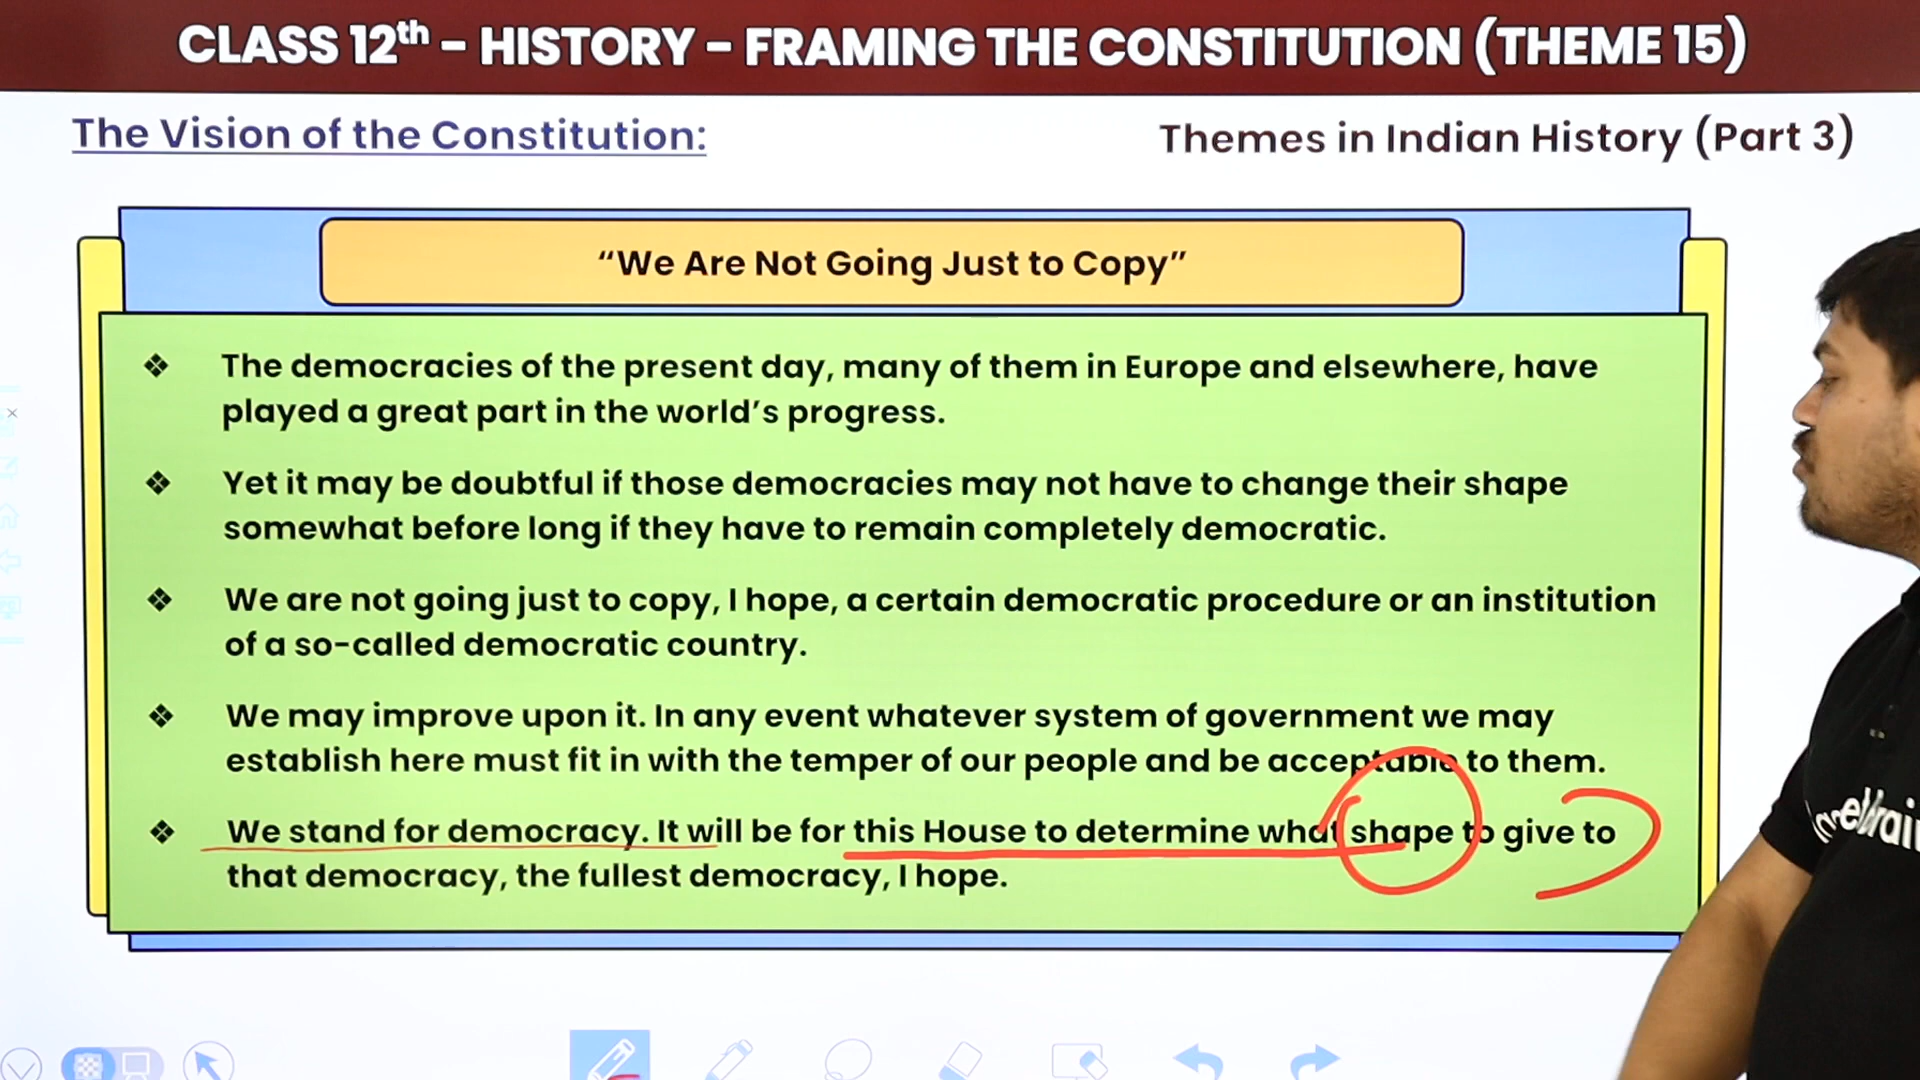 CLASS 12th – HISTORY – FRAMING THE CONSTITUTION (THEME 15)
The Vision of the Constitution:
Themes in Indian History (Part 3)
“We Are Not Going Just to Copy”
❖ The democracies of the present day, many of them in Europe and elsewhere, have
played a great part in the world’s progress.
❖ Yet it may be doubtful if those democracies may not have to change their shape
somewhat before long if they have to remain completely democratic.
❖ We are not going just to copy, I hope, a certain democratic procedure or an institution
of a so-called democratic country.
❖ We may improve upon it. In any event whatever system of government we may
establish here must fit in with the temper of our people and be acceptable to them.
❖ We stand for democracy. It will be for this House to determine what shape to give to
that democracy, the fullest democracy, I hope.